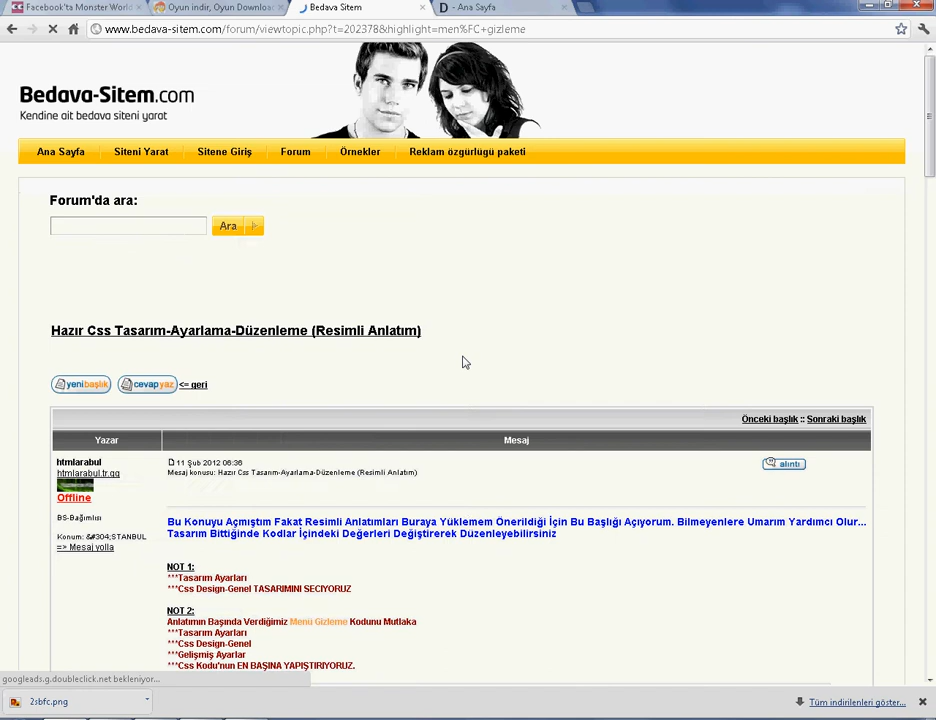 Facebook'ta Monster World
Oyun indir, Oyun Download
Bedava Sitem
D - Ana Sayfa
www.bedava-sitem.com/forum/viewtopic.php?t=202378&highlight=men%FC+gizleme
Bedava-Sitem.com
Kendine ait bedava siteni yarat
Ana Sayfa Siteni Yarat Sitene Giriş Forum Örnekler Reklam özgürlügü paketi
Forum'da ara:
Ara
Hazır Css Tasarım-Ayarlama-Düzenleme (Resimli Anlatım)
yenibaşlık cevapyaz <= geri
Önceki başlık :: Sonraki başlık
Yazar Mesaj
htmlarabul
htmlarabul.tr.gg
Offline
BS-Bağımlısı
Konum: &#304;STANBUL
=> Mesaj yolla
11 Şub 2012 06:36
Mesaj konusu: Hazır Css Tasarım-Ayarlama-Düzenleme (Resimli Anlatım)
alıntı
Bu Konuyu Açmıştım Fakat Resimli Anlatımları Buraya Yüklemem Önerildiği İçin Bu Başlığı Açıyorum. Bilmeyenlere Umarım Yardımcı Olur...
Tasarım Bittiğinde Kodlar İçindeki Değerleri Değiştirerek Düzenleyebilirsiniz
NOT 1:
***Tasarım Ayarları
***Css Design-Genel TASARIMINI SECIYORUZ
NOT 2:
Anlatımın Başında Verdiğimiz Menü Gizleme Kodunu Mutlaka
***Tasarım Ayarları
***Css Design-Genel
***Gelişmiş Ayarlar
***Css Kodu'nun EN BAŞINA YAPIŞTIRIYORUZ.
googleads.g.doubleclick.net bekleniyor...
2sbfc.png
Tüm indirilenleri göster...